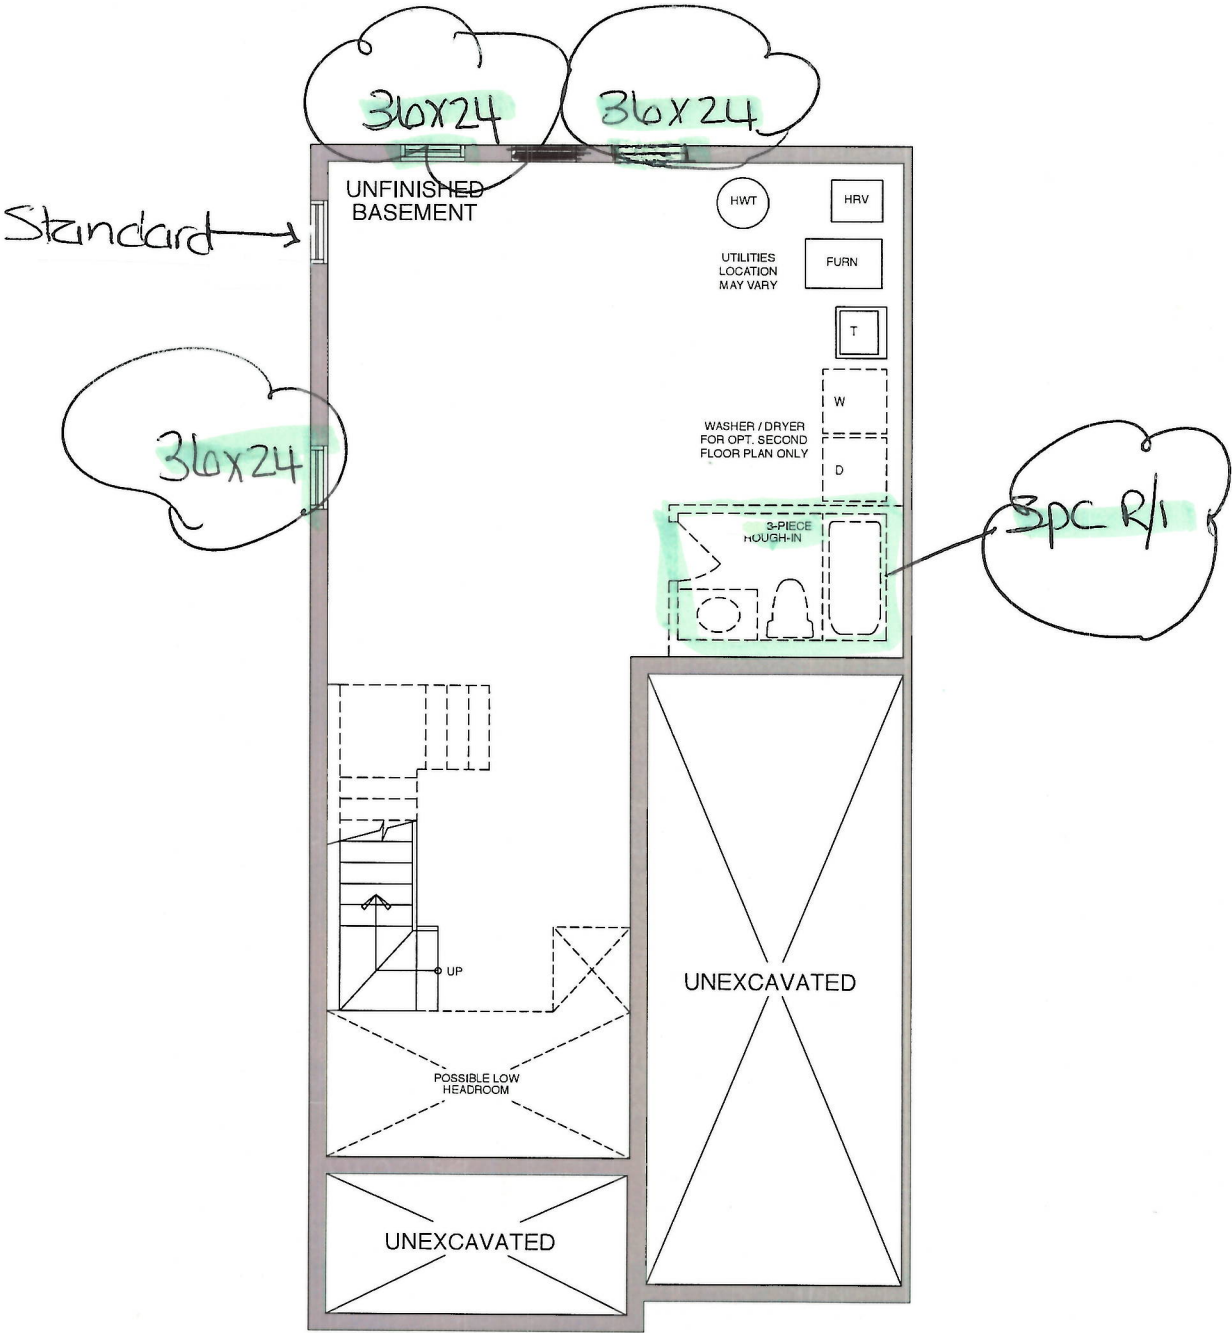 36x24
36x24
UNFINISHED
BASEMENT
HWT
HRV
Standard
UTILITIES
LOCATION
MAY VARY
FURN
T
W
WASHER / DRYER
FOR OPT. SECOND
FLOOR PLAN ONLY
36x24
D
3-PIECE
ROUGH-IN
3pc R/I
UP
UNEXCAVATED
POSSIBLE LOW
HEADROOM
UNEXCAVATED